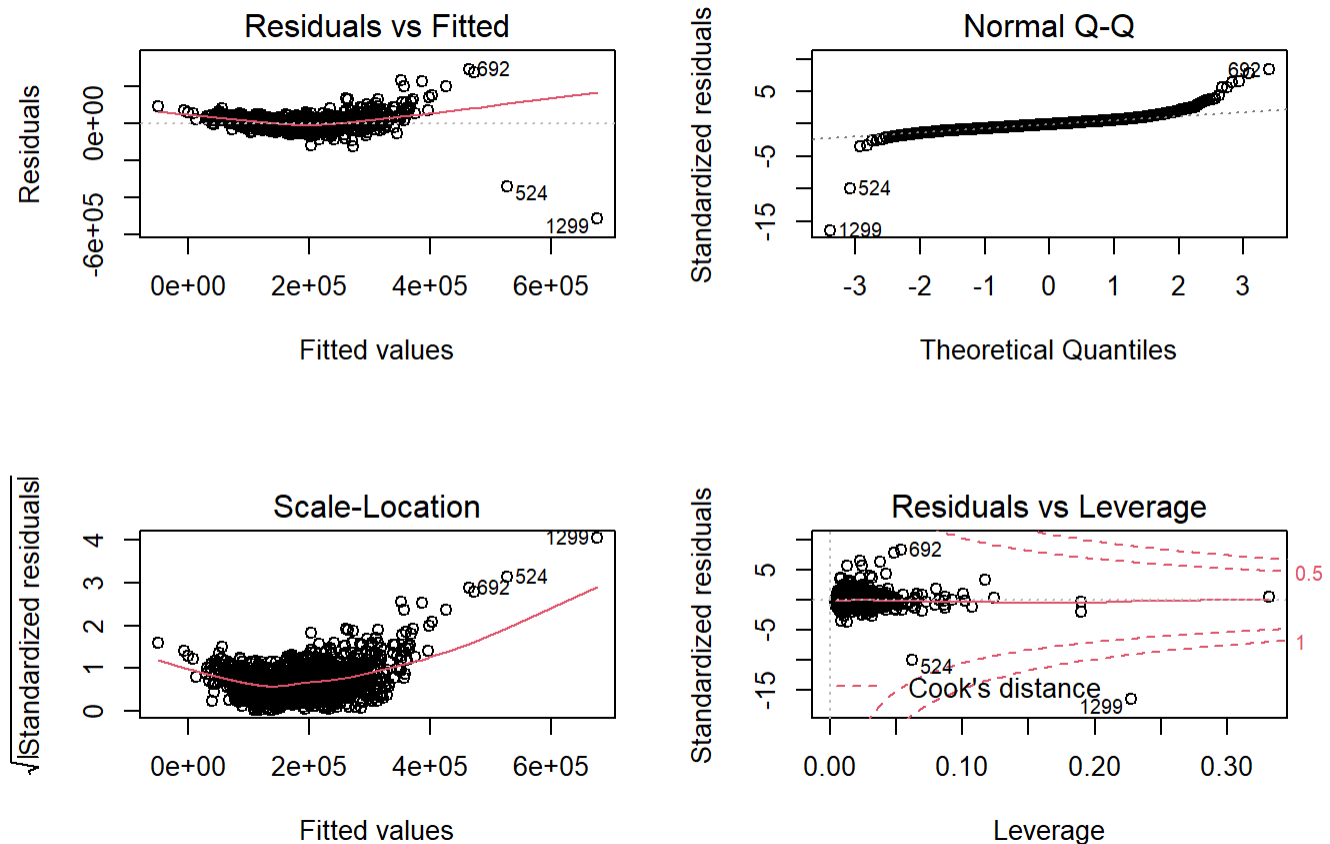 Residuals vs Fitted
Residuals
0e+00
-6e+05
692
524
1299
0e+00 2e+05 4e+05 6e+05
Fitted values
Normal Q-Q
Standardized residuals
5
-5
-15
692
524
1299
-3 -2 -1 0 1 2 3
Theoretical Quantiles
Scale-Location
√|Standardized residuals|
4
3
2
1
0
1299
524
692
0e+00 2e+05 4e+05 6e+05
Fitted values
Residuals vs Leverage
Standardized residuals
5
-5
-15
692
0.5
1
524
Cook's distance
1299
0.00 0.10 0.20 0.30
Leverage